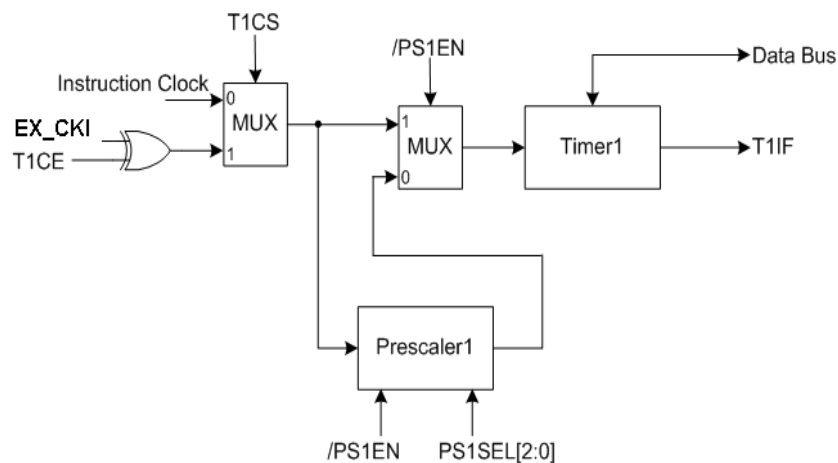 T1CS
/PS1EN
Instruction Clock
0
MUX
EX_CKI
T1CE
1
1
MUX
0
Timer1
Data Bus
T1IF
Prescaler1
/PS1EN
PS1SEL[2:0]